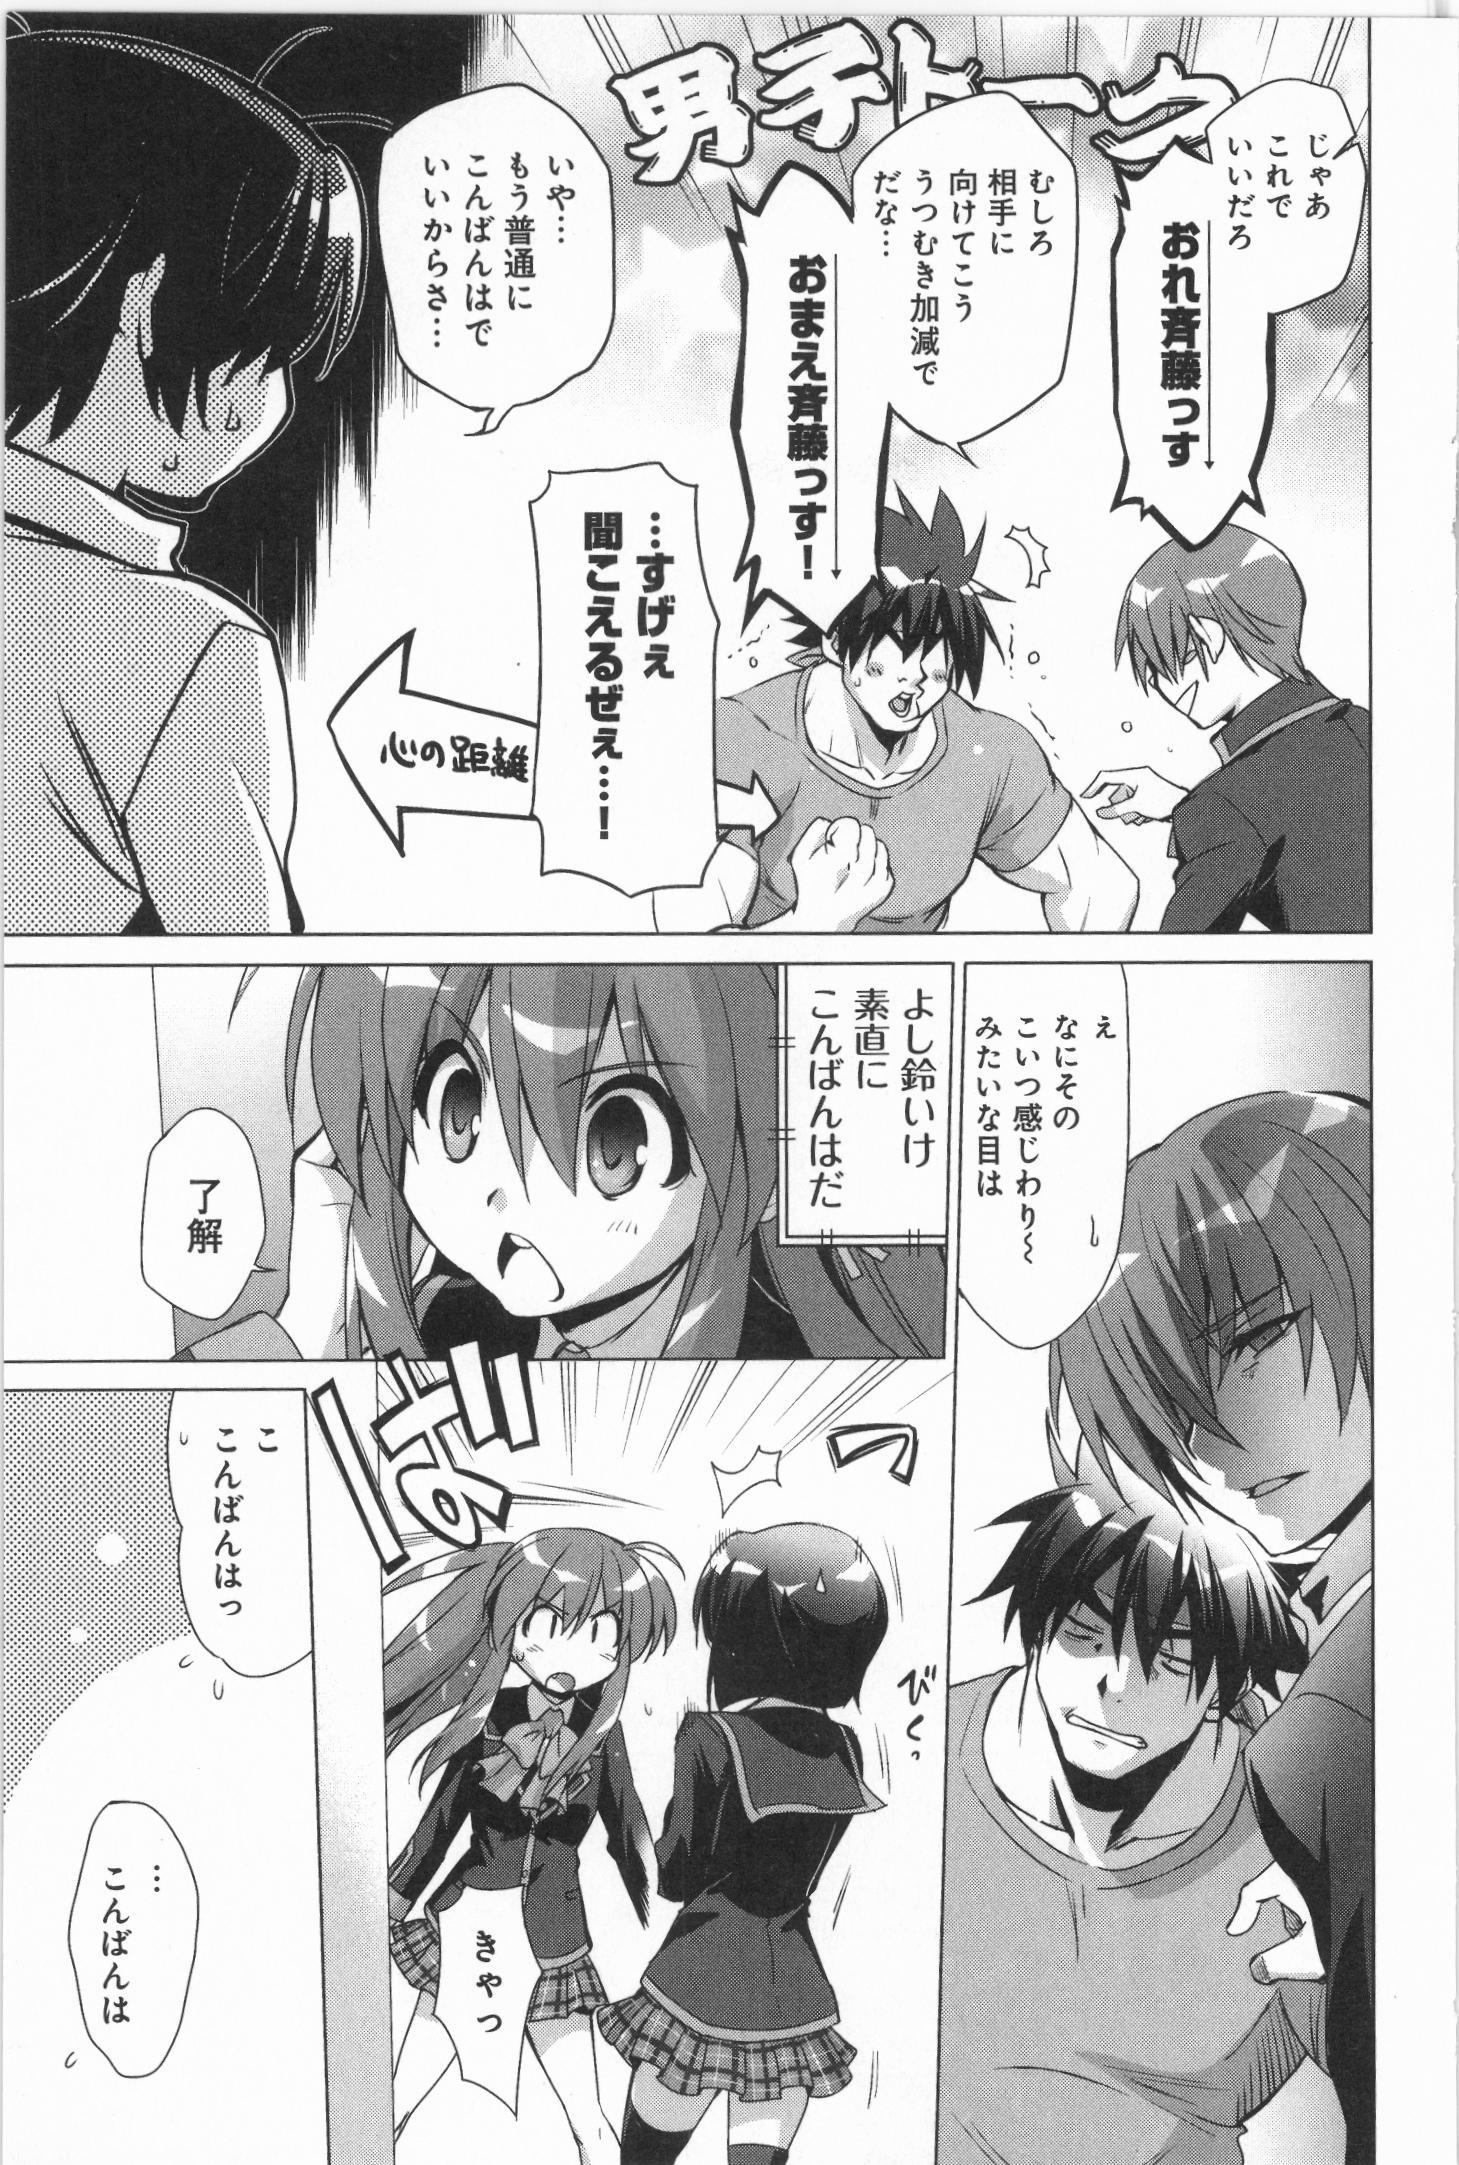 男子トーク
じゃあ
これで
いいだろ
おれ斉藤っす
むしろ
相手に
向けてこう
うつむき加減で
だな…
おまえ斉藤っす！
…すげぇ
聞こえるぜぇ…！
心の距離
いや…
もう普通に
こんばんはで
いいからさ…
え
なにその
こいつ感じわり～
みたいな目は
よし鈴いけ
素直に
こんばんはだ
了解
ばっ
びくっ
きゃっ
こ
こんばんはっ
…
こんばんは